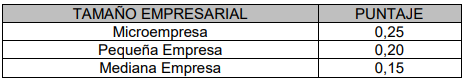 TAMAÑO EMPRESARIAL PUNTAJE
Microempresa 0,25
Pequeña Empresa 0,20
Mediana Empresa 0,15